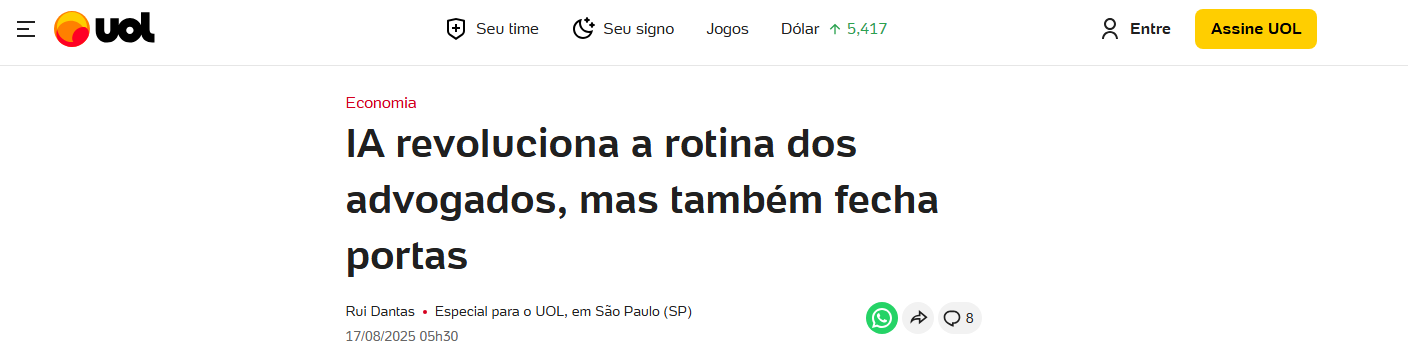 uol
Seu time
Seu signo
Jogos
Dólar ↑ 5,417
Entre
Assine UOL
Economia
IA revoluciona a rotina dos
advogados, mas também fecha
portas
Rui Dantas • Especial para o UOL, em São Paulo (SP)
8
17/08/2025 05h30